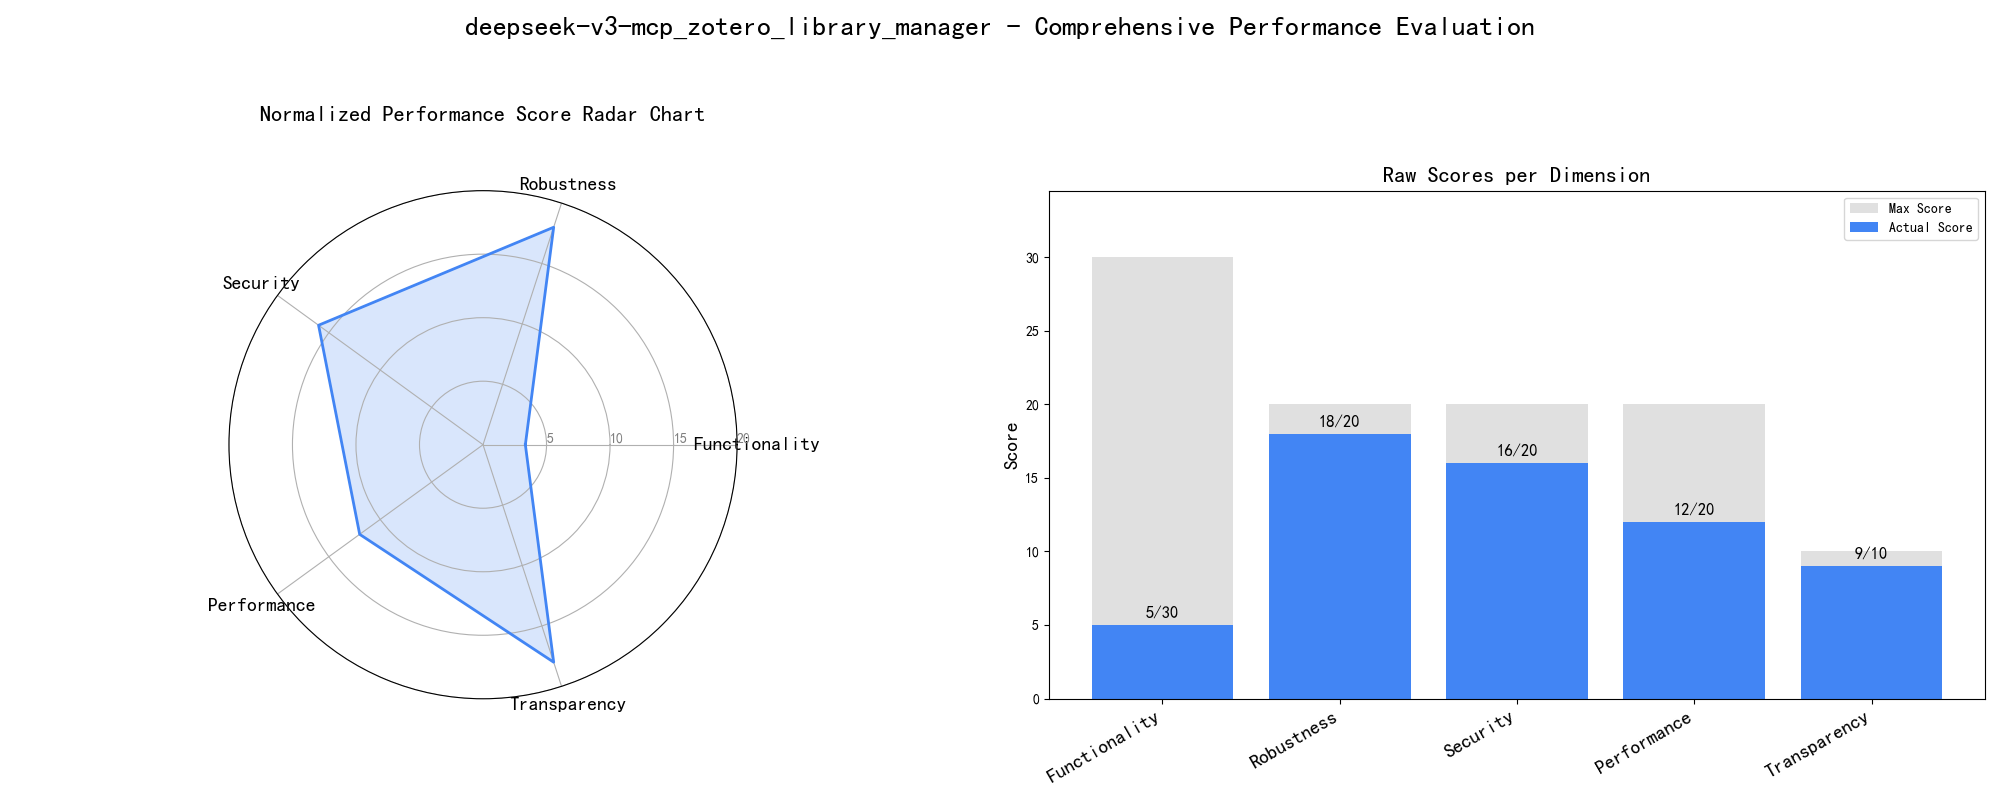 deepseek-v3-mcp_zotero_library_manager - Comprehensive Performance Evaluation
Normalized Performance Score Radar Chart
Robustness
Security
5
10
15
20
Functionality
Performance
Transparency
Raw Scores per Dimension
Max Score
Actual Score
Score
30
25
20
15
10
5
0
5/30
18/20
16/20
12/20
9/10
Functionality
Robustness
Security
Performance
Transparency